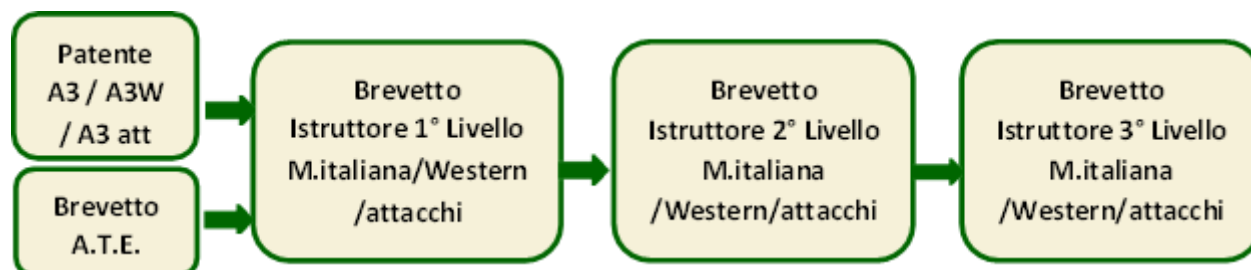 Patente
A3 / A3W
/ A3 att
Brevetto
A.T.E.
Brevetto
Istruttore 1° Livello
M.italiana/Western
/attacchi
Brevetto
Istruttore 2° Livello
M.italiana
/Western/attacchi
Brevetto
Istruttore 3° Livello
M.italiana
/Western/attacchi